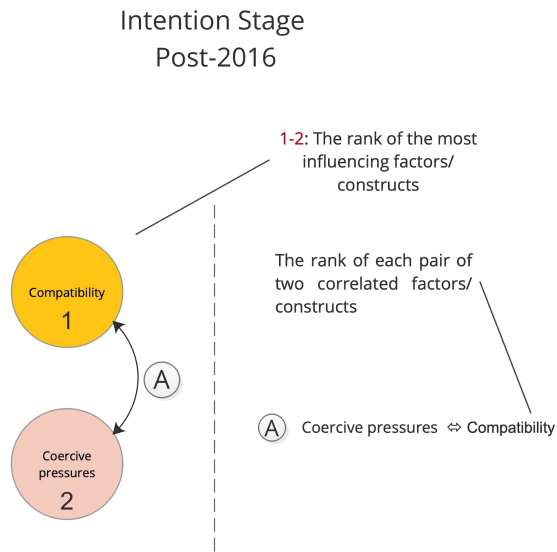 Intention Stage
Post-2016
1-2: The rank of the most
influencing factors/
constructs
The rank of each pair of
two correlated factors/
constructs
Compatibility
1
A
A Coercive pressures ⇔ Compatibility
Coercive
pressures
2